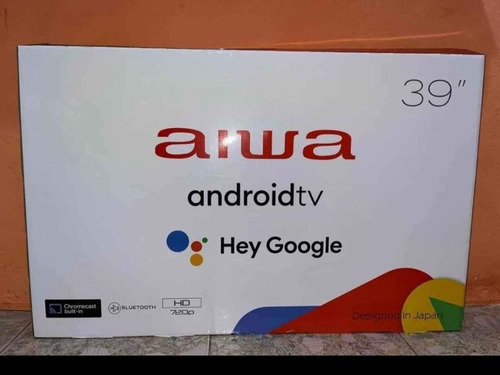 39"
aiwa
androidtv
Hey Google
Chromecast
built-in
BLUETOOTH
HD
720p
Designed in Japan